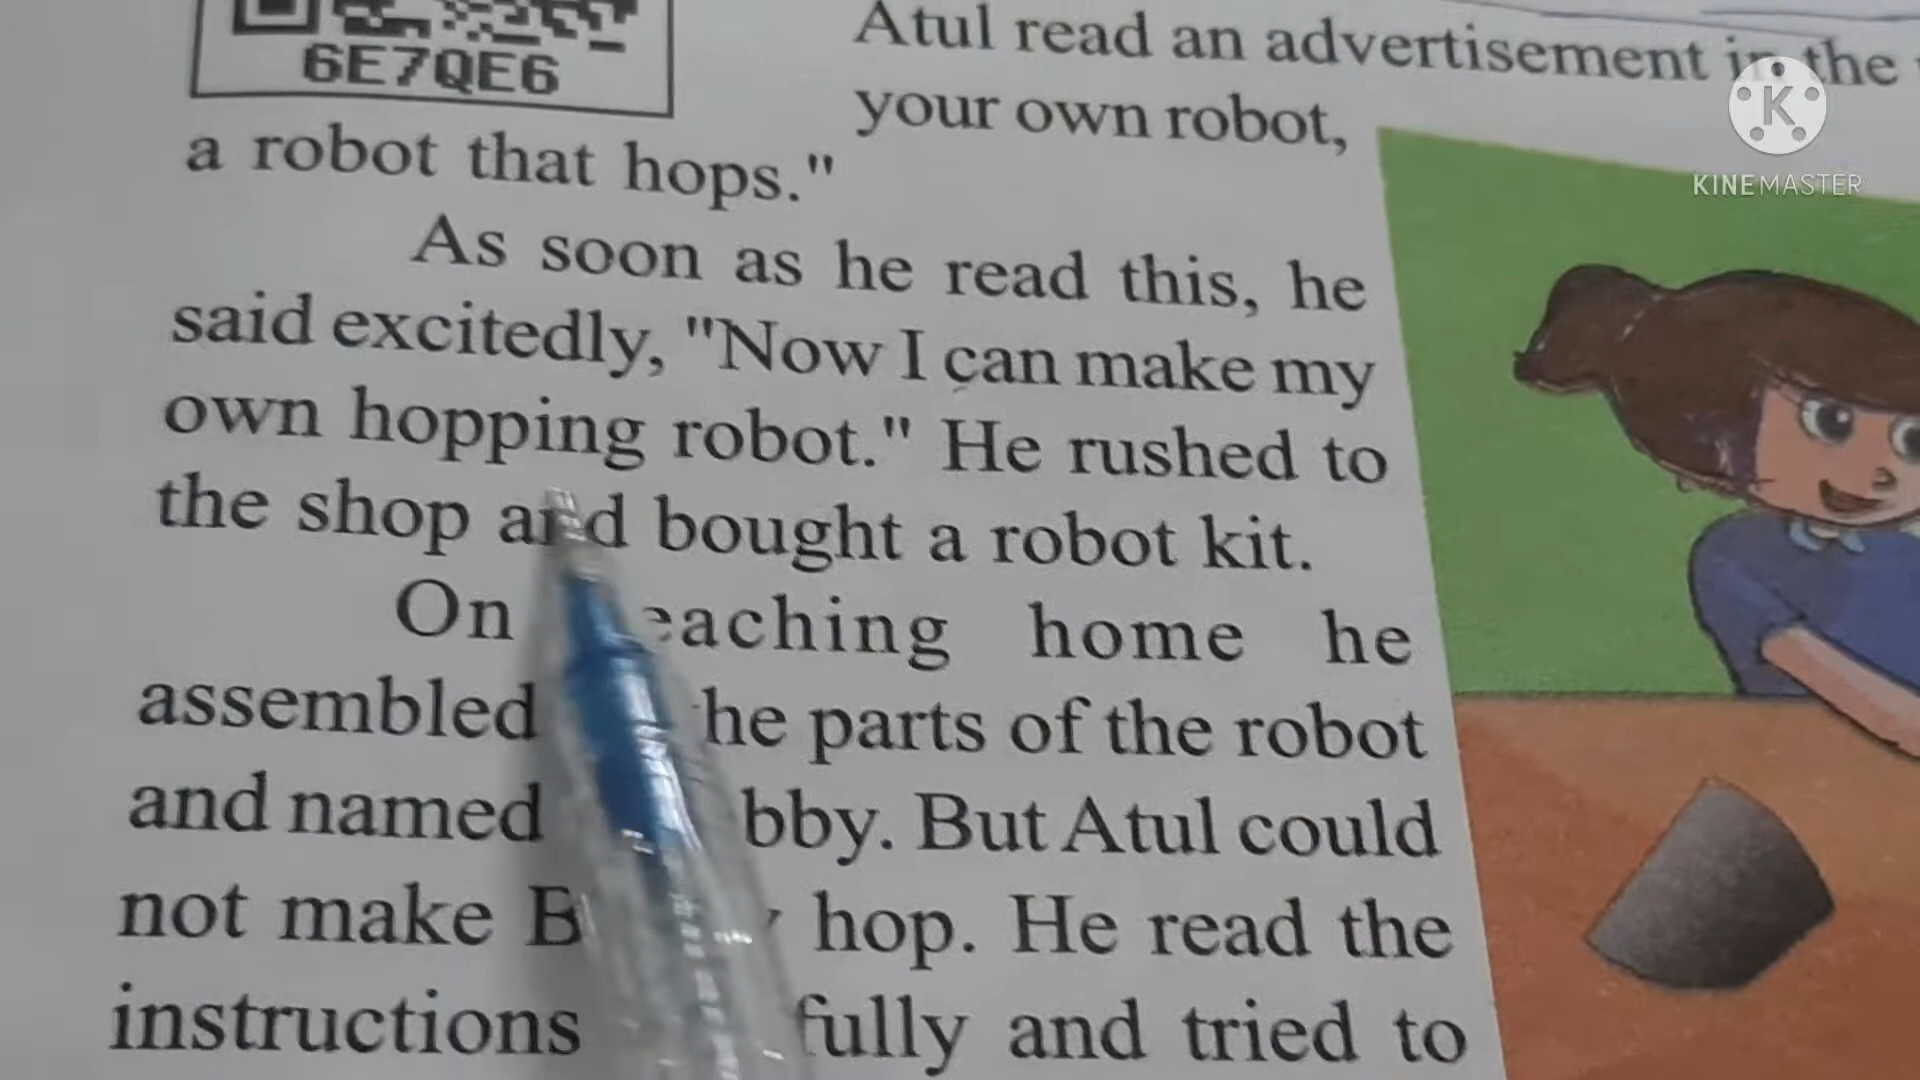 6E7QE6
Atul read an advertisement in the
your own robot,
a robot that hops."
As soon as he read this, he
said excitedly, "Now I can make my
own hopping robot." He rushed to
the shop and bought a robot kit.
On home he
assembled parts of the robot
and named But Atul could
not make hop. He read the
instructions and tried to
K
KINEMASTER